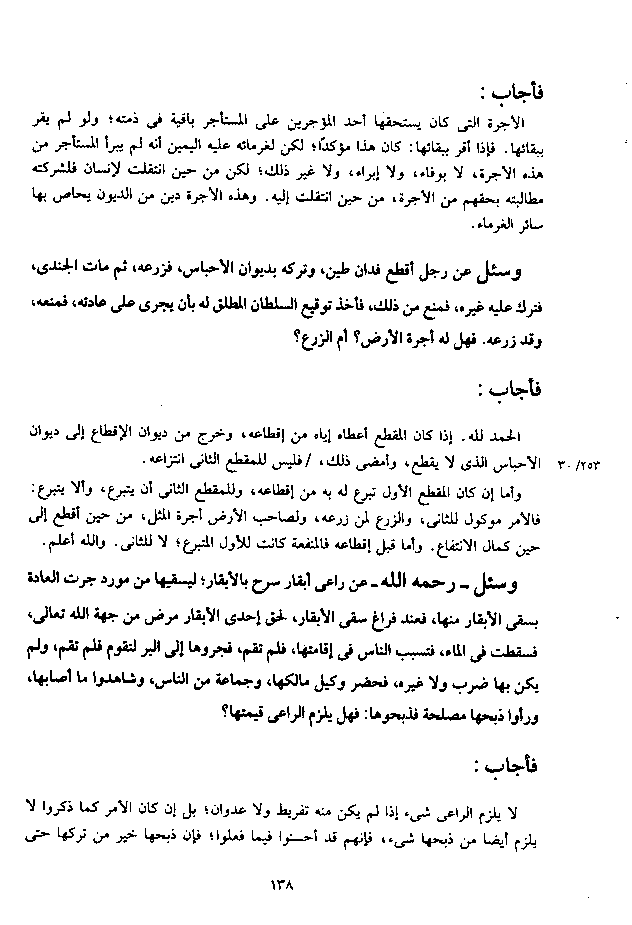 فأجاب :
الأجرة التى كان يستحقها أحد المؤجرين على المستأجر باقية فى ذمته؛ ولو لم يقر
ببقائها. فإذا أقر ببقائها: كان هذا مؤكدًا؛ لكن لغرمائه عليه اليمين أنه لم يبرأ المستأجر من
هذه الأجرة، لا بوفاء، ولا إبراء، ولا غير ذلك؛ لكن من حين انتقلت لإنسان فلشركته
مطالبته بحقهم من الأجرة، من حين انتقلت إليه. وهذه الأجرة دين من الديون يحاص بها
سائر الغرماء.
وسئل عن رجل أقطع فدان طين، وتركه بديوان الأحباس، فزرعه، ثم مات الجندى،
فترك عليه غيره، فمنع من ذلك، فأخذ توقيع السلطان المطلق له بأن يجرى على عادته، فمنعه،
وقد زرعه. فهل له أجرة الأرض؟ أم الزرع؟
فأجاب :
الحمد لله. إذا كان المقطع أعطاه إياه من إقطاعه، وخرج من ديوان الإقطاع إلى ديوان
٣٠/٢٥٣ الأحباس الذى لا يقطع، وأمضى ذلك، / فليس للمقطع الثانى انتزاعه.
وأما إن كان المقطع الأول تبرع له به من إقطاعه، وللمقطع الثانى أن يتبرع، وألا يتبرع:
فالأمر موكول للثانى، والزرع لمن زرعه، ولصاحب الأرض أجرة المثل، من حين أقطع إلى
حين كمال الانتفاع. وأما قبل إقطاعه فالمنفعة كانت للأول المتبرع؛ لا للثانى. والله أعلم.
وسئل ـ رحمه الله ـ عن راعى أبقار سرح بالأبقار؛ ليسقيها من مورد جرت العادة
بسقى الأبقار منها، فعند فراغ سقى الأبقار، لحق إحدى الأبقار مرض من جهة الله تعالى،
فسقطت فى الماء، فتسبب الناس فى إقامتها، فلم تقم، فجروها إلى البر لتقوم فلم تقم، ولم
يكن بها ضرب ولا غيره، فحضر وكيل مالكها، وجماعة من الناس، وشاهدوا ما أصابها،
ورأوا ذبحها مصلحة فذبحوها: فهل يلزم الراعى قيمتها؟
فأجاب :
لا يلزم الراعى شىء إذا لم يكن منه تفريط ولا عدوان؛ بل إن كان الأمر كما ذكروا لا
يلزم أيضا من ذبحها شىء، فإنهم قد أحسنوا فيما فعلوا؛ فإن ذبحها خير من تركها حتى
١٣٨